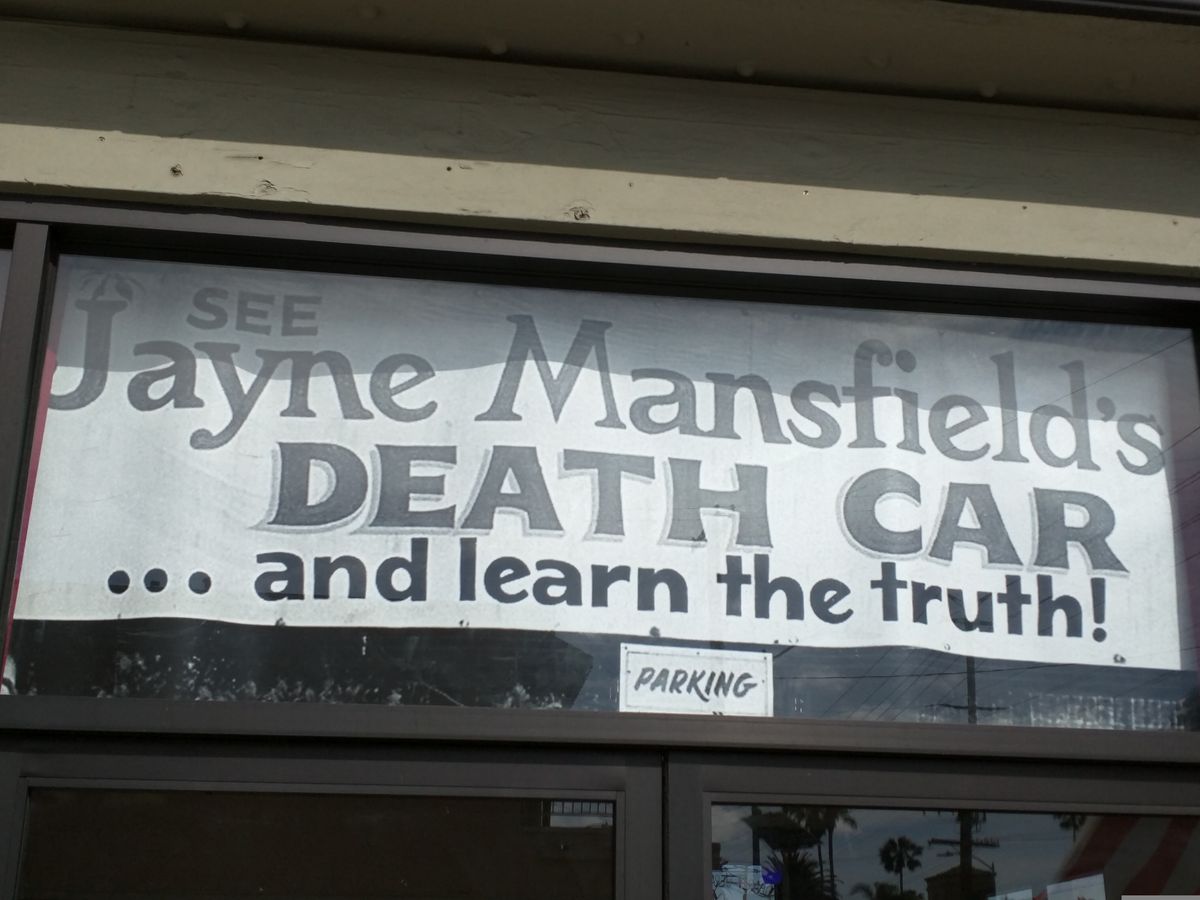 SEE
Jayne Mansfield's
DEATH CAR
... and learn the truth!
PARKING